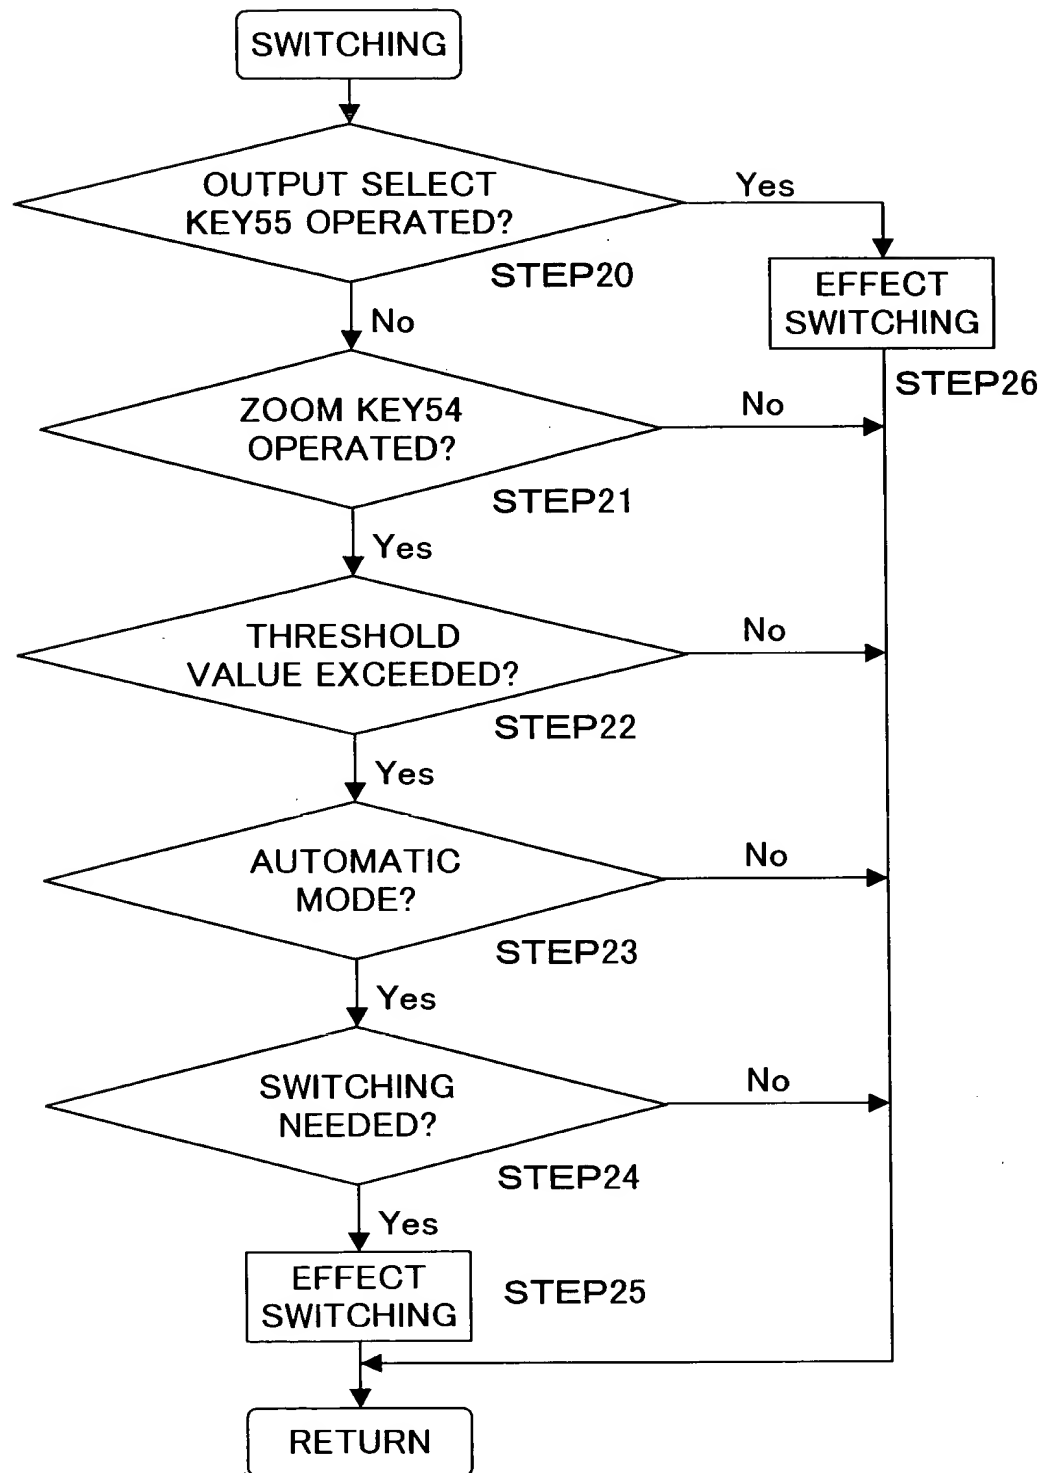 SWITCHING
OUTPUT SELECT
KEY55 OPERATED?
Yes
STEP20
EFFECT
SWITCHING
STEP26
No
ZOOM KEY54
OPERATED?
No
STEP21
Yes
THRESHOLD
VALUE EXCEEDED?
No
STEP22
Yes
AUTOMATIC
MODE?
No
STEP23
Yes
SWITCHING
NEEDED?
No
STEP24
Yes
EFFECT
SWITCHING
STEP25
RETURN